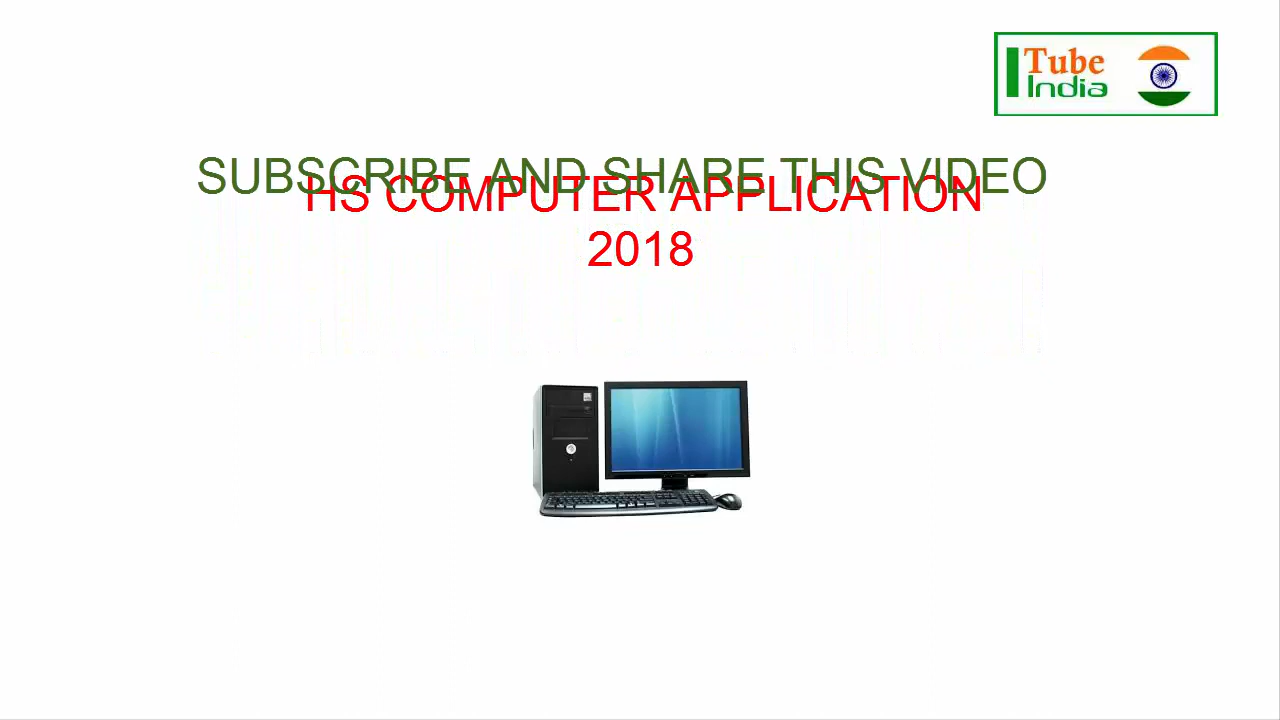 I Tube
India
SUBSCRIBE AND SHARE THIS VIDEO
HS COMPUTER APPLICATION
2018